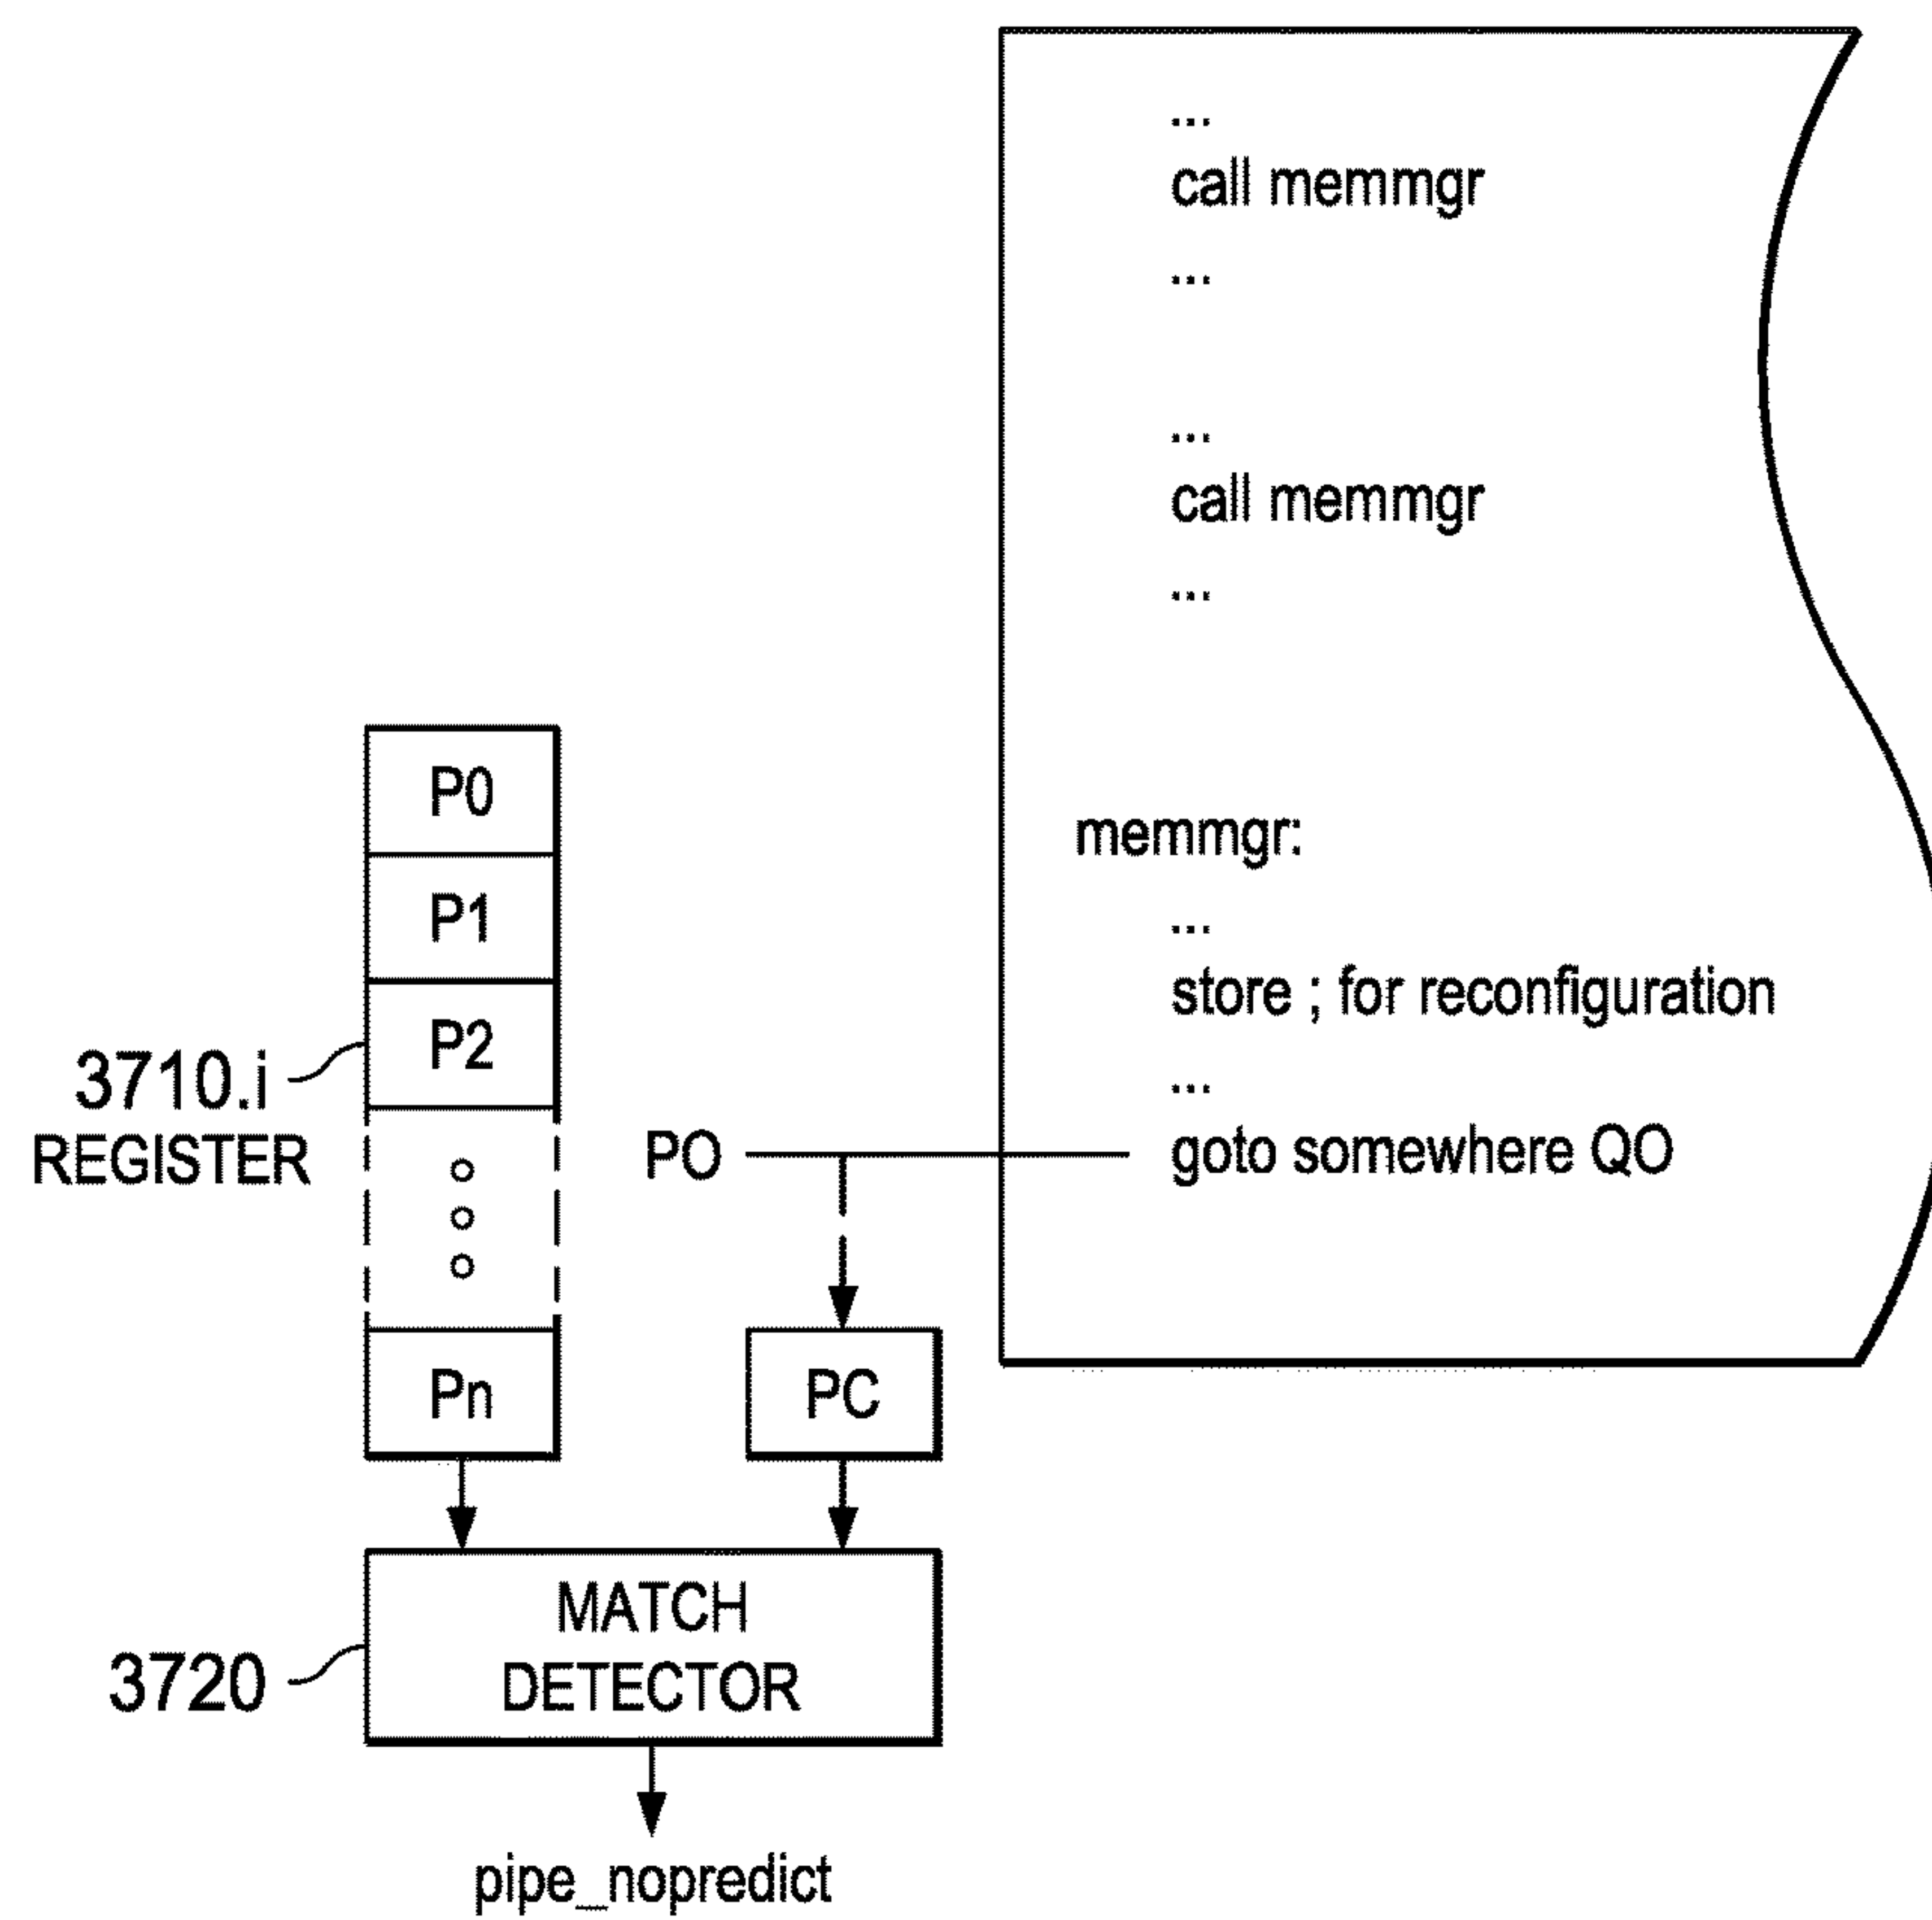 ...
call memmgr
...
...
call memmgr
...
memmgr:
...
store ; for reconfiguration
...
goto somewhere QO
P0
P1
P2
3710.i
REGISTER
PO
Pn
PC
MATCH
DETECTOR
3720
pipe_nopredict